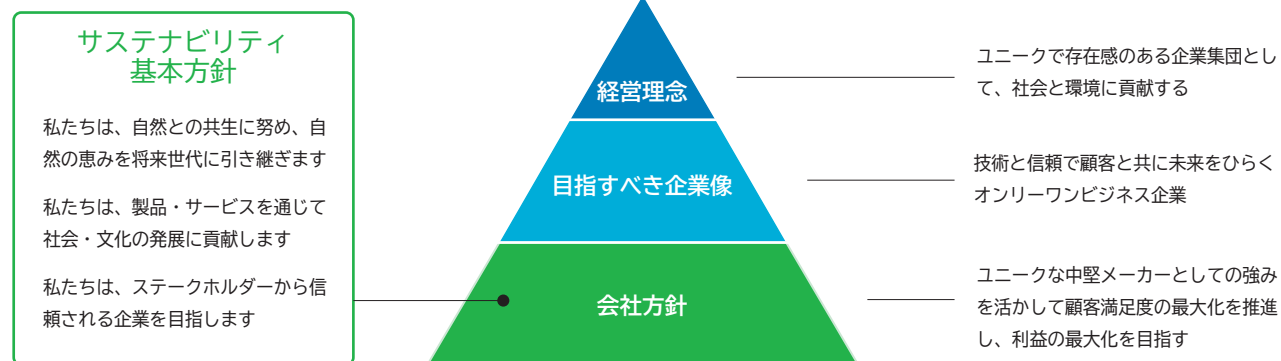 サステナビリティ
基本方針
私たちは、自然との共生に努め、自
然の恵みを将来世代に引き継ぎます
私たちは、製品・サービスを通じて
社会・文化の発展に貢献します
私たちは、ステークホルダーから信
頼される企業を目指します
経営理念
ユニークで存在感のある企業集団とし
て、社会と環境に貢献する
目指すべき企業像
技術と信頼で顧客と共に未来をひらく
オンリーワンビジネス企業
会社方針
ユニークな中堅メーカーとしての強み
を活かして顧客満足度の最大化を推進
し、利益の最大化を目指す